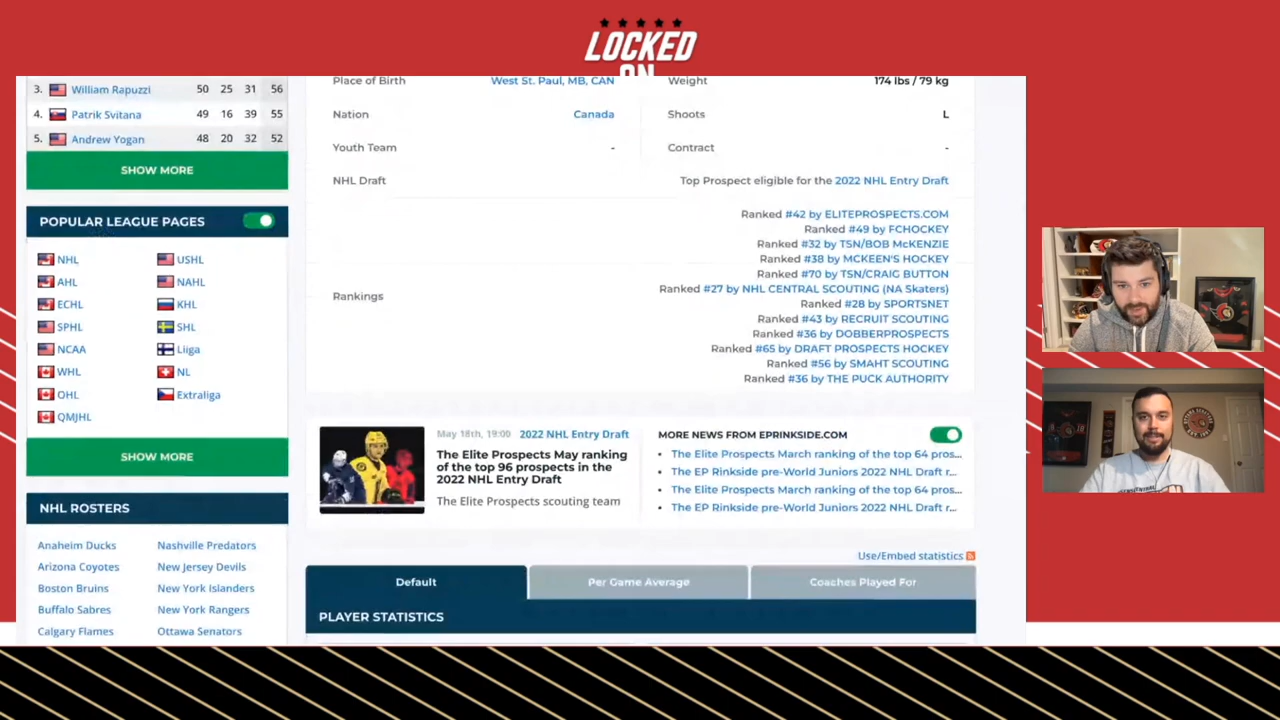 LOCKED
ON
3. William Rapuzzi 50 25 31 56
4. Patrik Svitana 49 16 39 55
5. Andrew Yogan 48 20 32 52
SHOW MORE
POPULAR LEAGUE PAGES
NHL USHL
AHL NAHL
ECHL KHL
SPHL SHL
NCAA Liiga
WHL NL
OHL Extraliga
QMJHL
SHOW MORE
NHL ROSTERS
Anaheim Ducks Nashville Predators
Arizona Coyotes New Jersey Devils
Boston Bruins New York Islanders
Buffalo Sabres New York Rangers
Calgary Flames Ottawa Senators
Place of Birth West St. Paul, MB, CAN Weight 174 lbs / 79 kg
Nation Canada Shoots L
Youth Team - Contract -
NHL Draft Top Prospect eligible for the 2022 NHL Entry Draft
Rankings
Ranked #42 by ELITEPROSPECTS.COM
Ranked #49 by FCHOCKEY
Ranked #32 by TSN/BOB McKENZIE
Ranked #38 by MCKEEN'S HOCKEY
Ranked #70 by TSN/CRAIG BUTTON
Ranked #27 by NHL CENTRAL SCOUTING (NA Skaters)
Ranked #28 by SPORTSNET
Ranked #43 by RECRUIT SCOUTING
Ranked #36 by DOBBERPROSPECTS
Ranked #65 by DRAFT PROSPECTS HOCKEY
Ranked #56 by SMAHT SCOUTING
Ranked #36 by THE PUCK AUTHORITY
May 18th, 19:00 2022 NHL Entry Draft
The Elite Prospects May ranking
of the top 96 prospects in the
2022 NHL Entry Draft
The Elite Prospects scouting team
MORE NEWS FROM EPRINKSIDE.COM
• The Elite Prospects March ranking of the top 64 pros...
• The EP Rinkside pre-World Juniors 2022 NHL Draft r...
• The Elite Prospects March ranking of the top 64 pros...
• The EP Rinkside pre-World Juniors 2022 NHL Draft r...
Use/Embed statistics
Default Per Game Average Coaches Played For
PLAYER STATISTICS